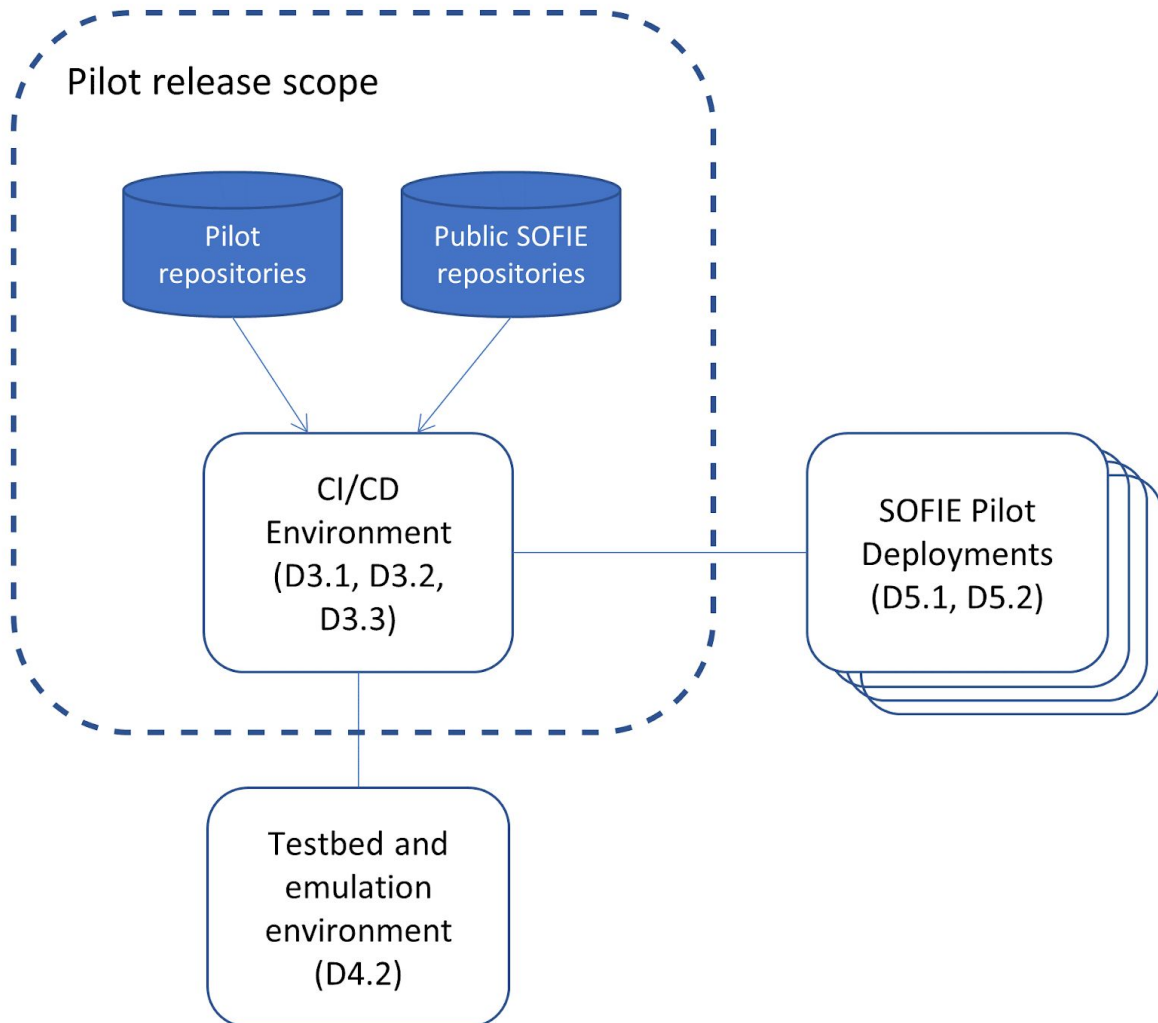 Pilot release scope
Pilot
repositories
Public SOFIE
repositories
CI/CD
Environment
(D3.1, D3.2,
D3.3)
SOFIE Pilot
Deployments
(D5.1, D5.2)
Testbed and
emulation
environment
(D4.2)